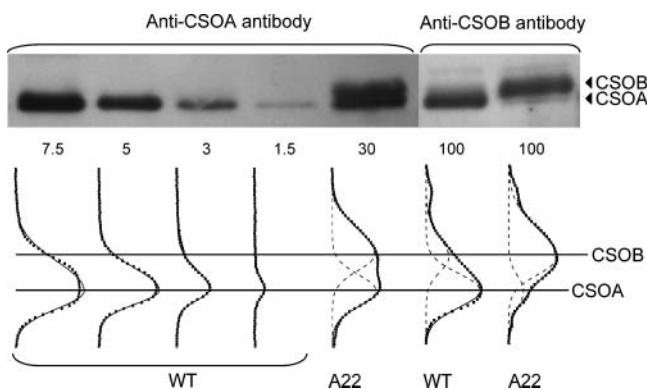 Anti-CSOA antibody Anti-CSOB antibody
CSOB
CSOA
7.5 5 3 1.5 30 100 100
CSOB
CSOA
WT A22 WT A22